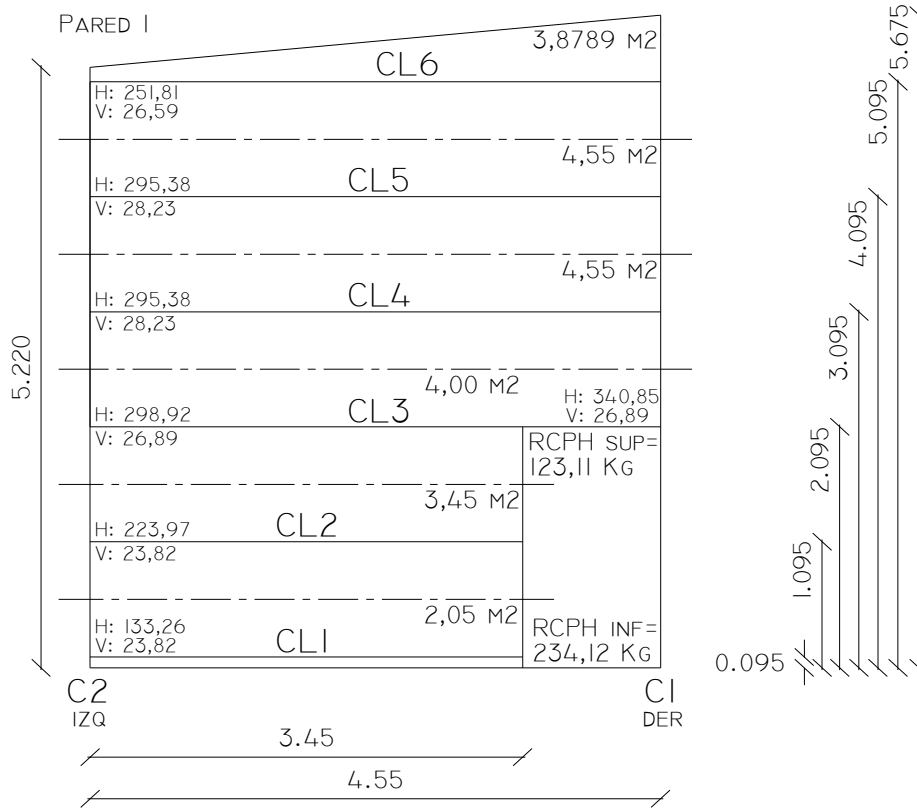 PARED 1
3,8789 M2
CL6
H: 251,81
V: 26,59
4,55 M2
CL5
H: 295,38
V: 28,23
4,55 M2
CL4
H: 295,38
V: 28,23
4,00 M2
CL3
H: 298,92
V: 26,89
H: 340,85
V: 26,89
RCPH SUP=
123,11 KG
3,45 M2
CL2
H: 223,97
V: 23,82
2,05 M2
CL1
H: 133,26
V: 23,82
RCPH INF=
234,12 KG
C2
IZQ
C1
DER
3.45
4.55
5.220
0.095
1.095
2.095
3.095
4.095
5.095
5.675